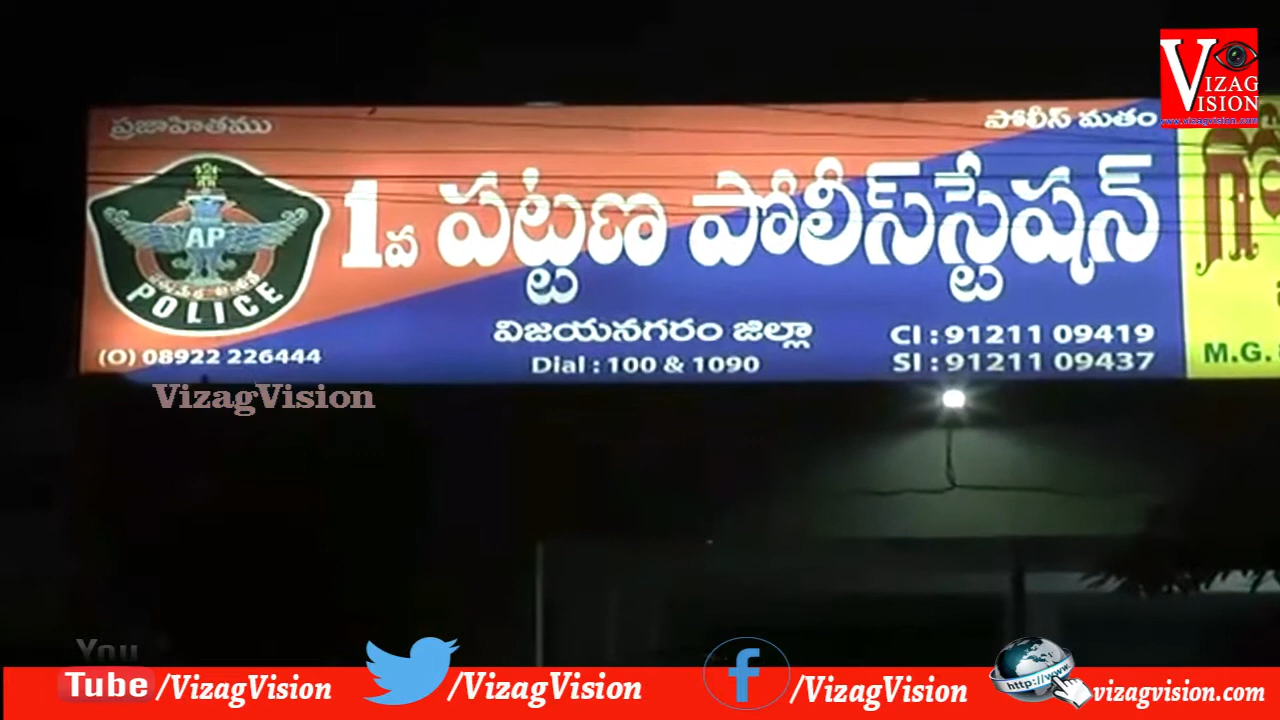 VIZAG
VISION
www.vizagvision.com
ప్రజాహితము
పోలీస్ మతం
1వ పట్టణ పోలీస్‌స్టేషన్
AP
POLICE
విజయనగరం జిల్లా
CI : 91211 09419
(O) 08922 226444
Dial : 100 & 1090
SI : 91211 09437
M.G.
VizagVision
You
Tube /VizagVision
/VizagVision
f /VizagVision
http://www.
vizagvision.com